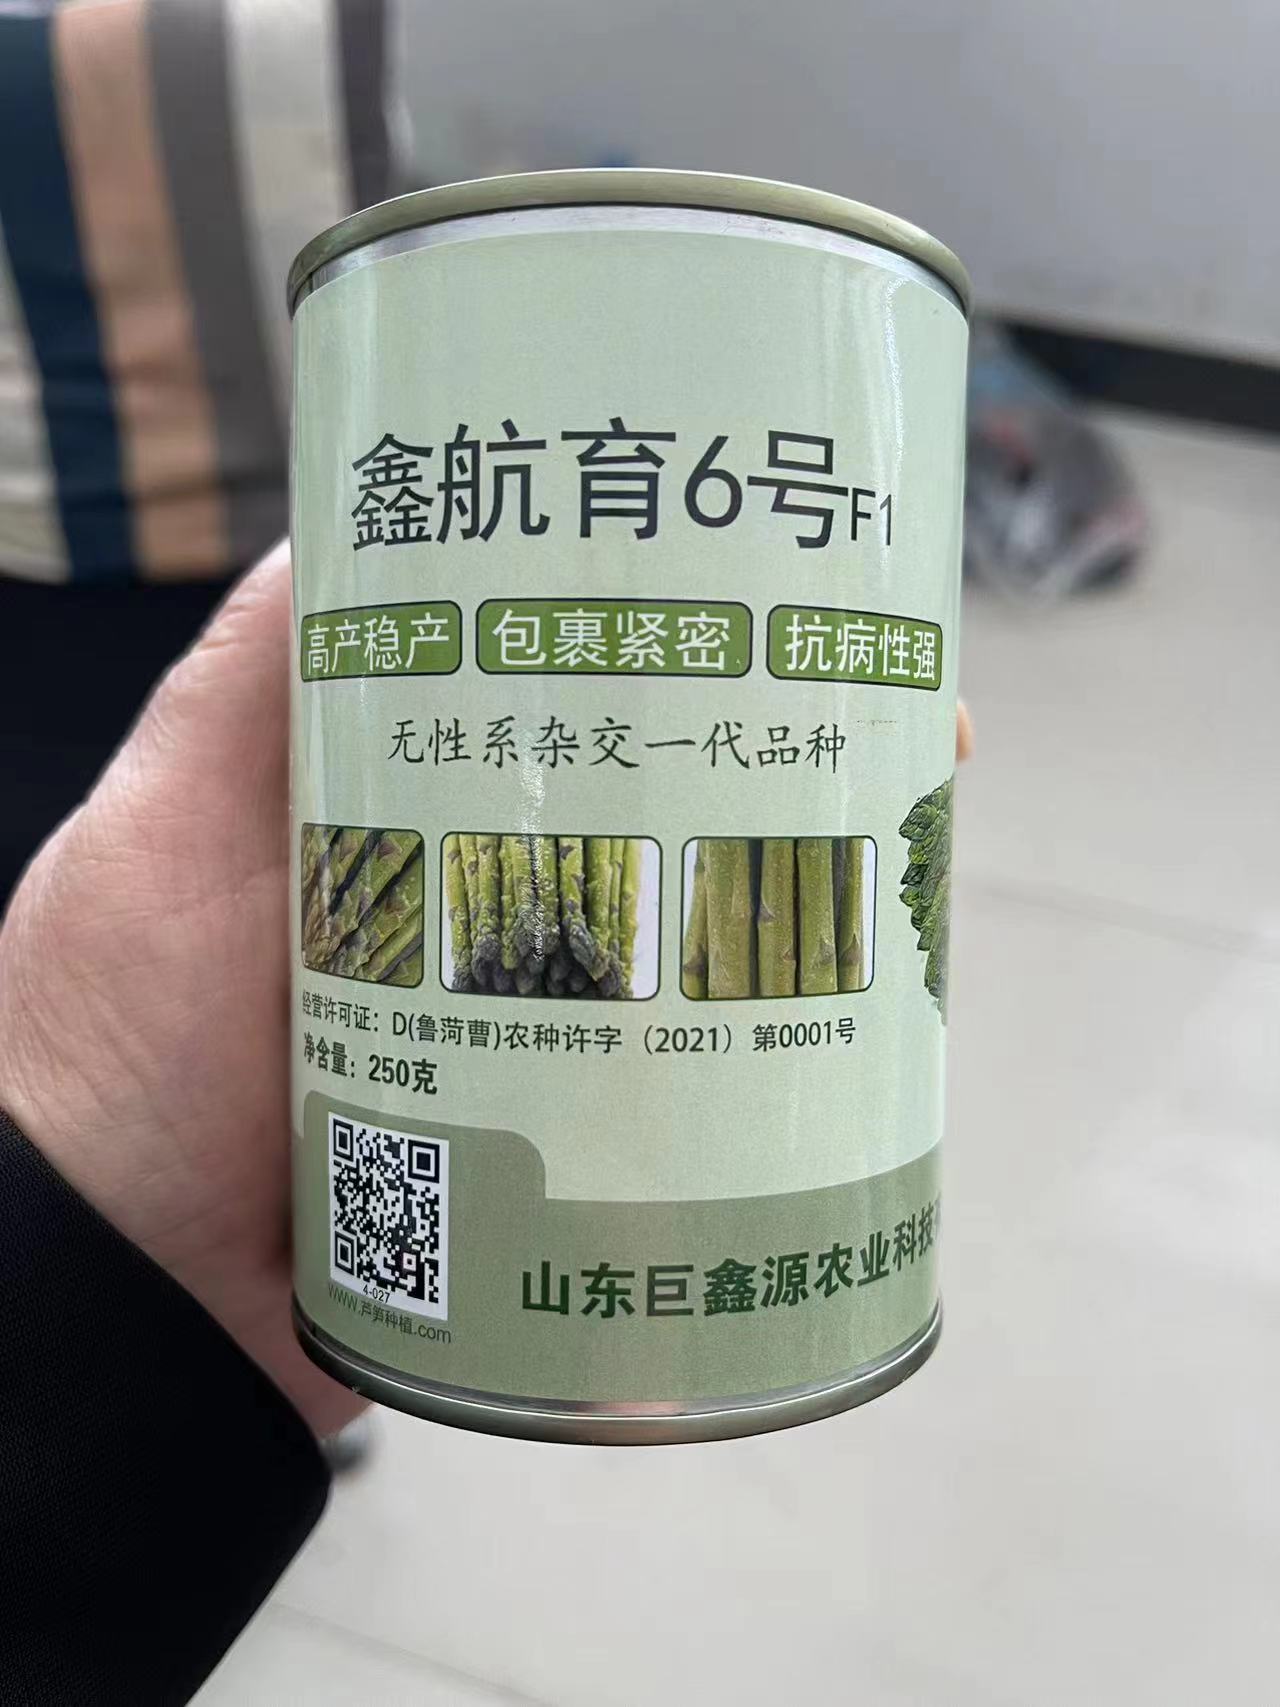 鑫航育6号F1
高产稳产 包裹紧密 抗病性强
无性系杂交一代品种
经营许可证：D(鲁菏曹)农种许字（2021）第0001号
净含量：250克
4-027
www.芦笋种植.com
山东巨鑫源农业科技